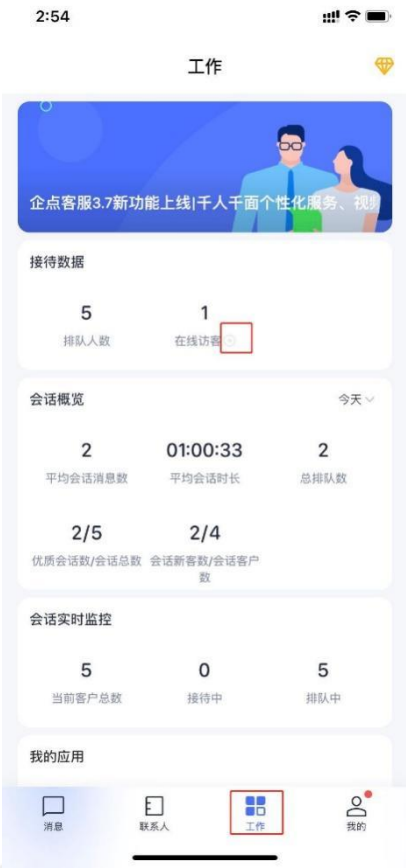 2:54
工作
企点客服3.7新功能上线|千人千面个性化服务、视频
接待数据
5
1
排队人数
在线访客
会话概览
今天
2
01:00:33
2
平均会话消息数
平均会话时长
总排队数
2/5
2/4
优质会话数/会话总数
会话新客数/会话客户
数
会话实时监控
5
0
5
当前客户总数
接待中
排队中
我的应用
消息
联系人
工作
我的